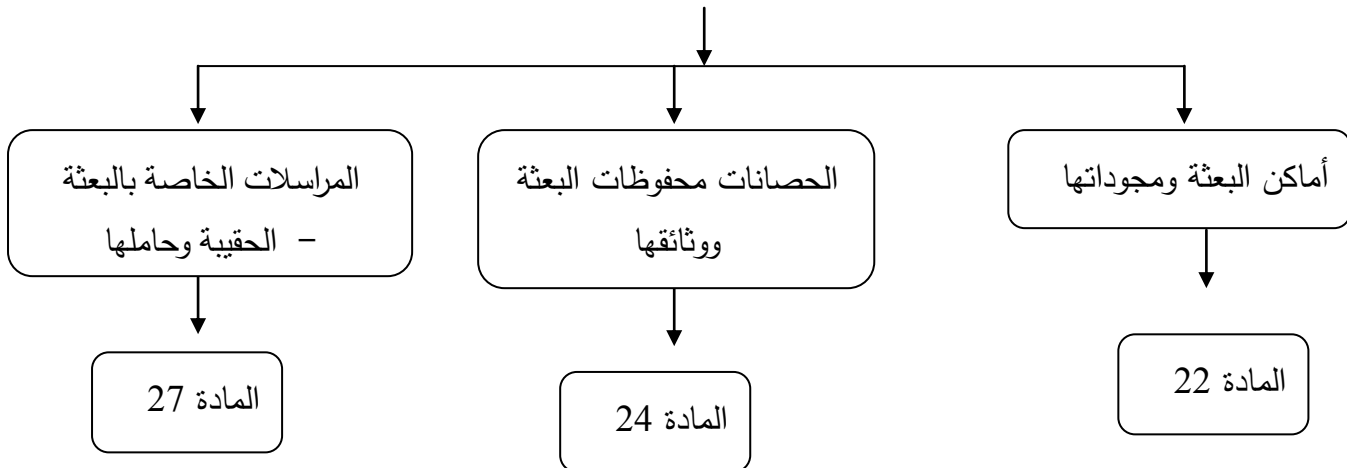 أماكن البعثة ومجوداتها
الحصانات محفوظات البعثة
ووثائقها
المراسلات الخاصة بالبعثة
– الحقيبة وحاملها
المادة 22
المادة 24
المادة 27